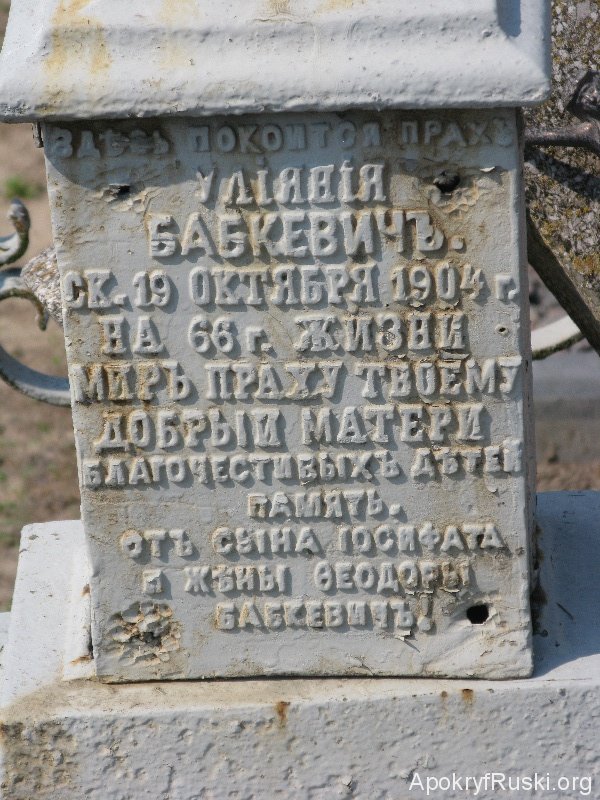 ЗДѢСЬ ПОКОИТСЯ ПРАХЪ
УЛІЯНІЯ
БАБКЕВИЧЪ.
СК. 19 ОКТЯБРЯ 1904 г.
НА 66 г. ЖИЗНИ
МИРЪ ПРАХУ ТВОЕМУ
ДОБРЫЙ МАТЕРИ
БЛАГОЧЕСТИВЫХЪ ДѢТЕЙ
ПАМЯТЬ.
ОТЪ СЫНА ІОСИФАТА
И ЖѢНЫ ѲЕОДОРЫ
БАБКЕВИЧЪ!
ApokryfRuski.org